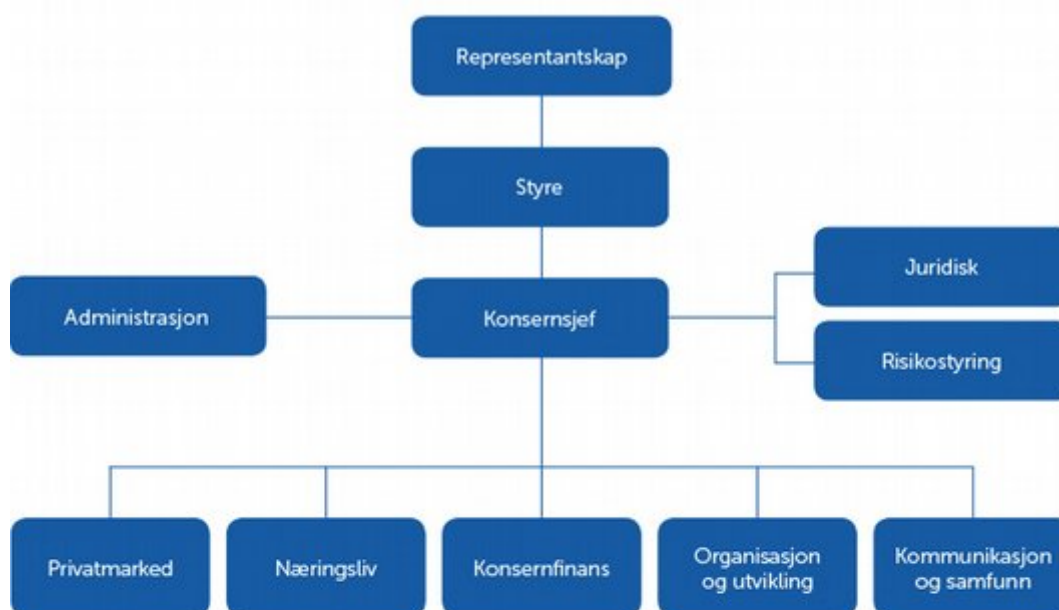 Representantskap
Styre
Juridisk
Administrasjon
Konsernsjef
Risikostyring
Privatmarked
Næringsliv
Konsernfinans
Organisasjon
og utvikling
Kommunikasjon
og samfunn